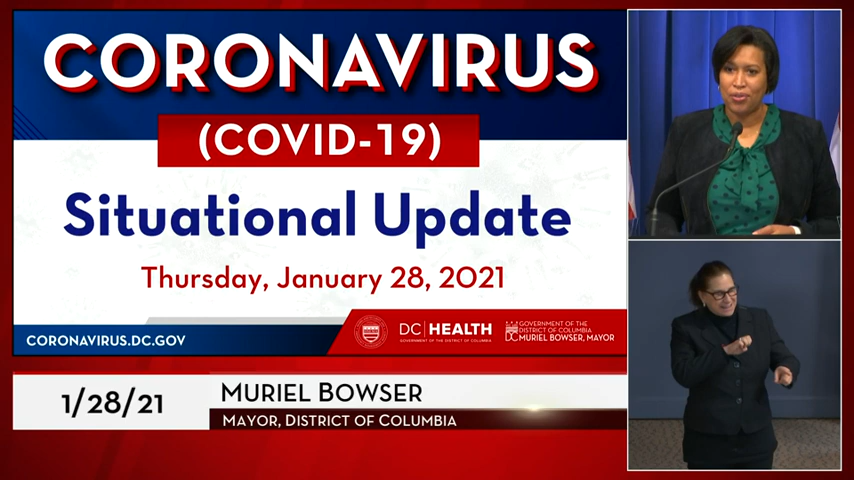 CORONAVIRUS
(COVID-19)
Situational Update
Thursday, January 28, 2021
CORONAVIRUS.DC.GOV
DC HEALTH
GOVERNMENT OF THE DISTRICT OF COLUMBIA
GOVERNMENT OF THE
DISTRICT OF COLUMBIA
DC MURIEL BOWSER, MAYOR
1/28/21
MURIEL BOWSER
MAYOR, DISTRICT OF COLUMBIA